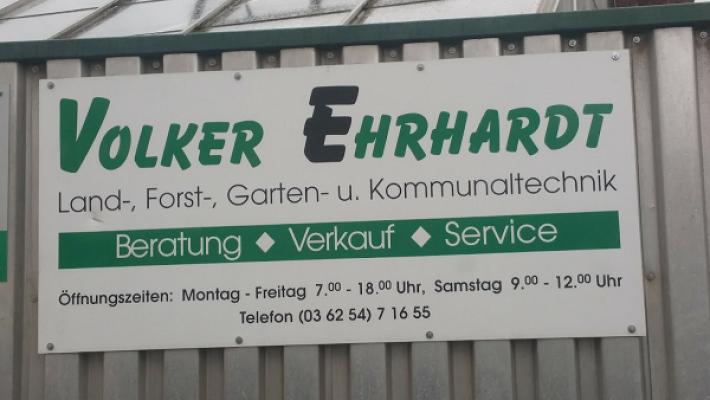 VOLKER EHRHARDT
Land-, Forst-, Garten- u. Kommunaltechnik
Beratung ◆ Verkauf ◆ Service
Öffnungszeiten: Montag - Freitag 7.00 - 18.00 Uhr, Samstag 9.00 - 12.00 Uhr
Telefon (03 62 54) 7 16 55